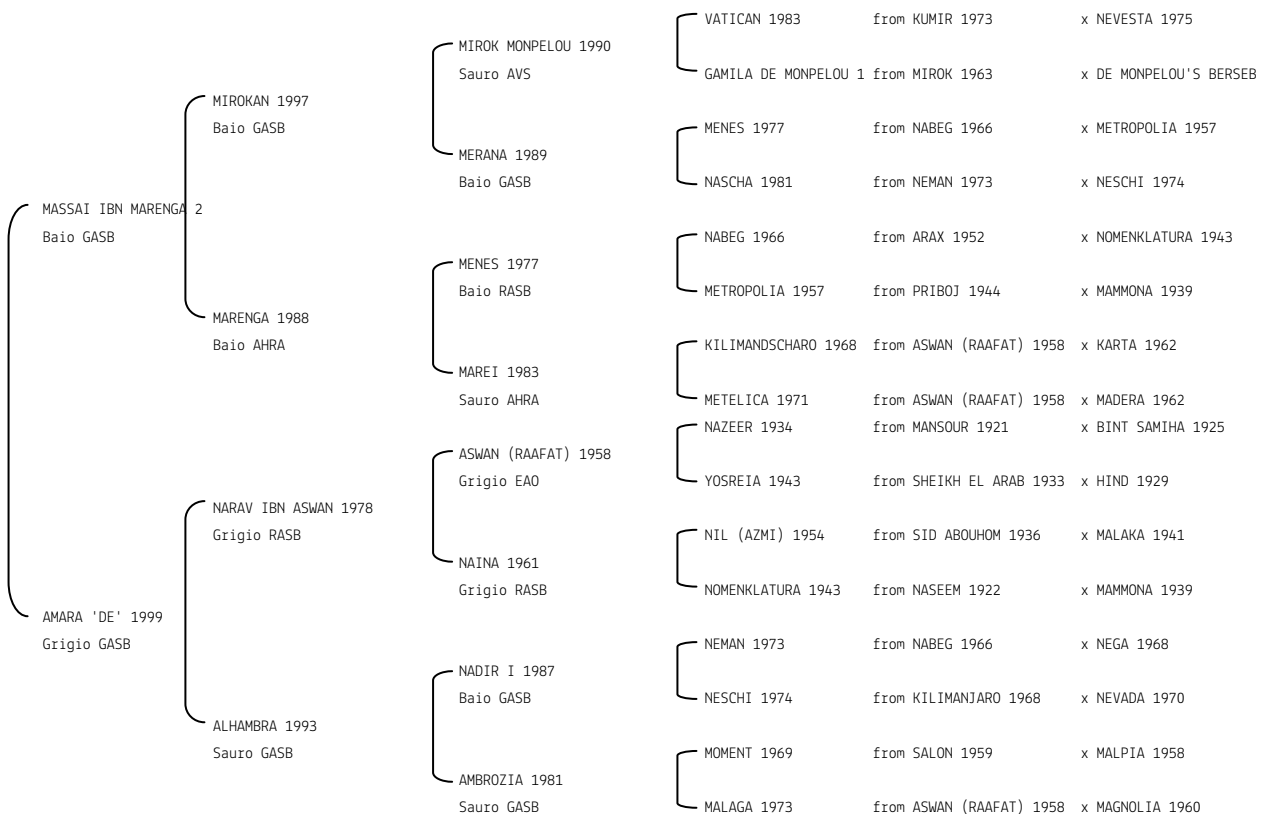 VATICAN 1983 from KUMIR 1973 x NEVESTA 1975
MIROK MONPELOU 1990
Sauro AVS
GAMILA DE MONPELOU 1 from MIROK 1963 x DE MONPELOU'S BERSEB
MIROKAN 1997
Baio GASB
MENES 1977 from NABEG 1966 x METROPOLIA 1957
MERANA 1989
Baio GASB
NASCHA 1981 from NEMAN 1973 x NESCHI 1974
MASSAI IBN MARENGA 2
Baio GASB
NABEG 1966 from ARAX 1952 x NOMENKLATURA 1943
MENES 1977
Baio RASB
METROPOLIA 1957 from PRIBOJ 1944 x MAMMONA 1939
MARENGA 1988
Baio AHRA
KILIMANDSCHARO 1968 from ASWAN (RAAFAT) 1958 x KARTA 1962
MAREI 1983
Sauro AHRA
METELICA 1971 from ASWAN (RAAFAT) 1958 x MADERA 1962
NAZEER 1934 from MANSOUR 1921 x BINT SAMIHA 1925
ASWAN (RAAFAT) 1958
Grigio EAO
YOSREIA 1943 from SHEIKH EL ARAB 1933 x HIND 1929
NARAV IBN ASWAN 1978
Grigio RASB
NIL (AZMI) 1954 from SID ABOUHOM 1936 x MALAKA 1941
NAINA 1961
Grigio RASB
NOMENKLATURA 1943 from NASEEM 1922 x MAMMONA 1939
AMARA 'DE' 1999
Grigio GASB
NEMAN 1973 from NABEG 1966 x NEGA 1968
NADIR I 1987
Baio GASB
NESCHI 1974 from KILIMANJARO 1968 x NEVADA 1970
ALHAMBRA 1993
Sauro GASB
MOMENT 1969 from SALON 1959 x MALPIA 1958
AMBROZIA 1981
Sauro GASB
MALAGA 1973 from ASWAN (RAAFAT) 1958 x MAGNOLIA 1960